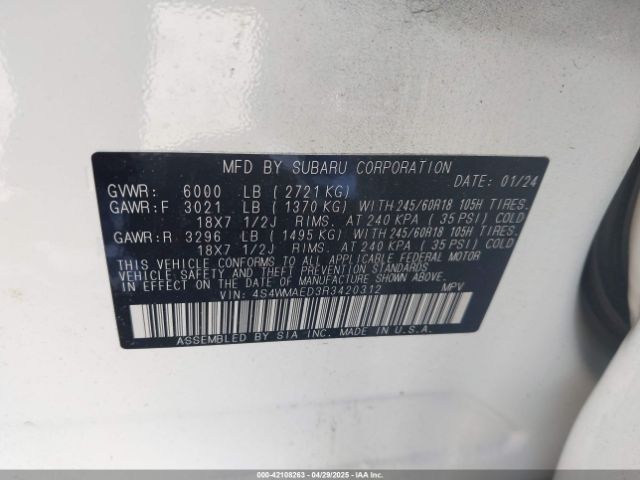 MFD BY SUBARU CORPORATION
DATE: 01/24
GVWR: 6000 LB ( 2721 KG)
GAWR:F 3021 LB ( 1370 KG) WITH 245/60R18 105H TIRES.
18X7 1/2J RIMS. AT 240 KPA ( 35 PSI) COLD
GAWR:R 3296 LB ( 1495 KG) WITH 245/60R18 105H TIRES.
18X7 1/2J RIMS. AT 240 KPA ( 35 PSI) COLD
THIS VEHICLE CONFORMS TO ALL APPLICABLE FEDERAL MOTOR
VEHICLE SAFETY AND THEFT PREVENTION STANDARDS
IN EFFECT ON THE DATE OF MANUFACTURE SHOWN ABOVE.
VIN: 4S4WMAED3R3420312 MPV
ASSEMBLED BY SIA INC. MADE IN U.S.A.
000-42108263 - 04/29/2025 - IAAI.COM